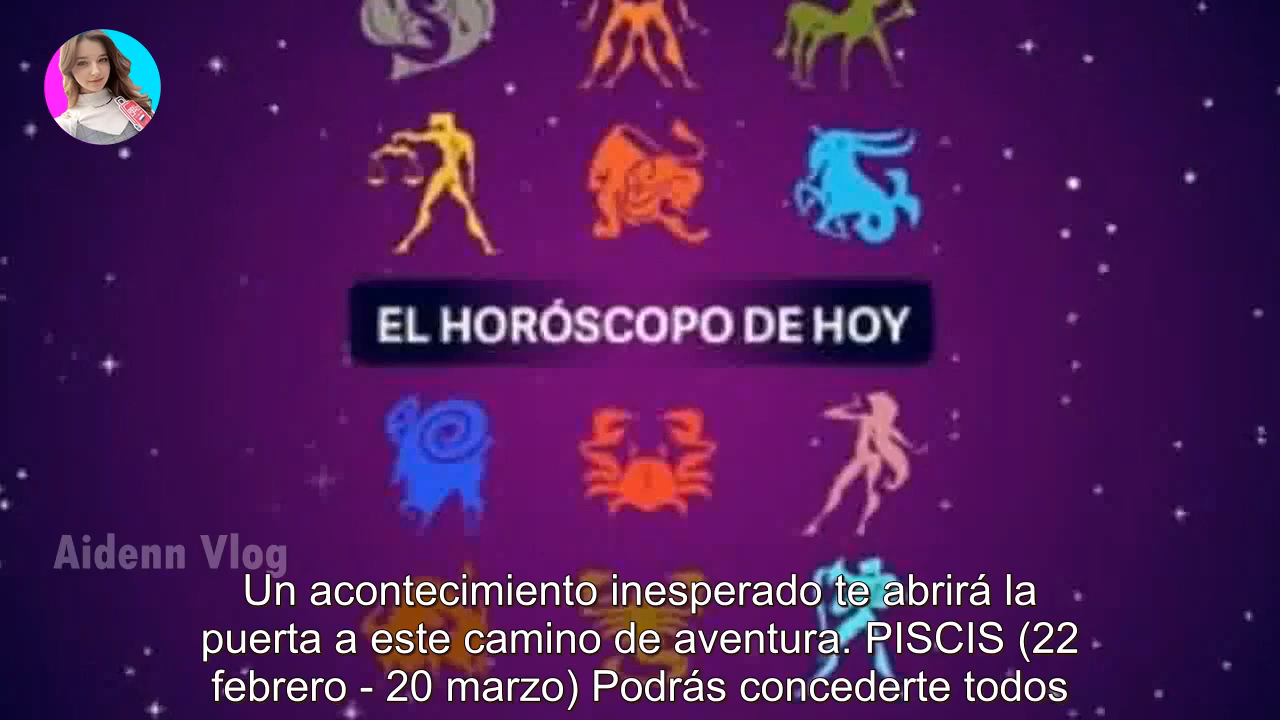 EL HORÓSCOPO DE HOY
Aidenn Vlog
Un acontecimiento inesperado te abrirá la
puerta a este camino de aventura. PISCIS (22
febrero - 20 marzo) Podrás concederte todos